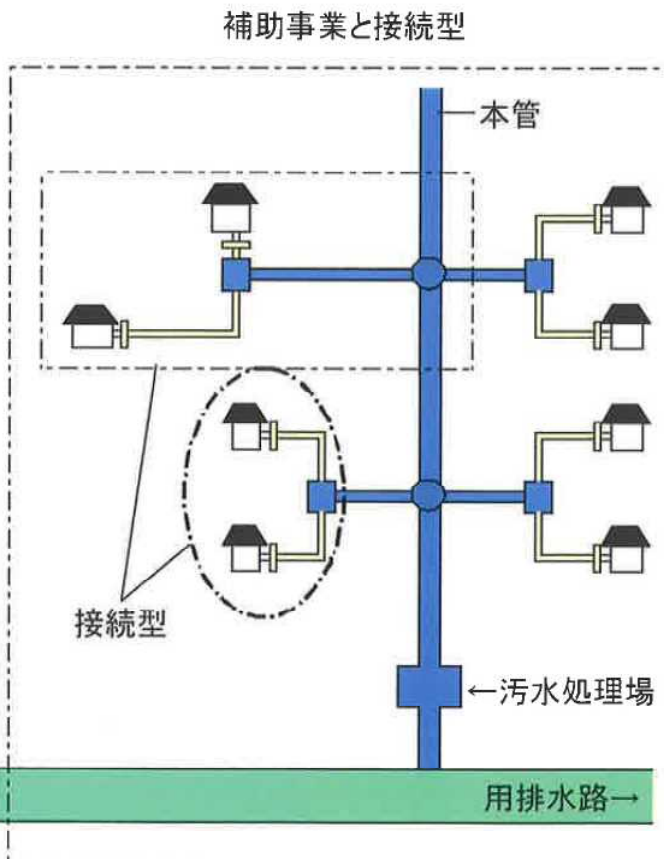 補助事業と接続型
本管
接続型
←汚水処理場
用排水路→